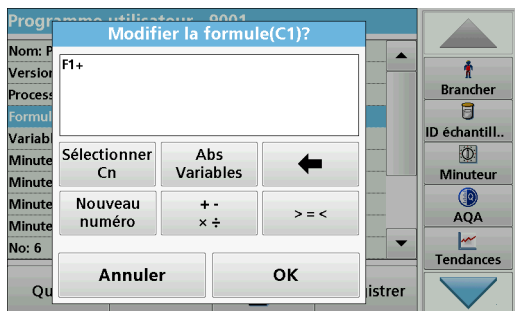 Programme utilisateur 9001
Modifier la formule(C1)?
Nom: P
F1+
Version
Process
Formul
Variabl
Minute
Minute
Minute
Minute
No: 6
Sélectionner Cn
Abs Variables
Nouveau numéro
+ - × ÷
> = <
Annuler
OK
Qu
istrer
Brancher
ID échantill..
Minuteur
AQA
Tendances